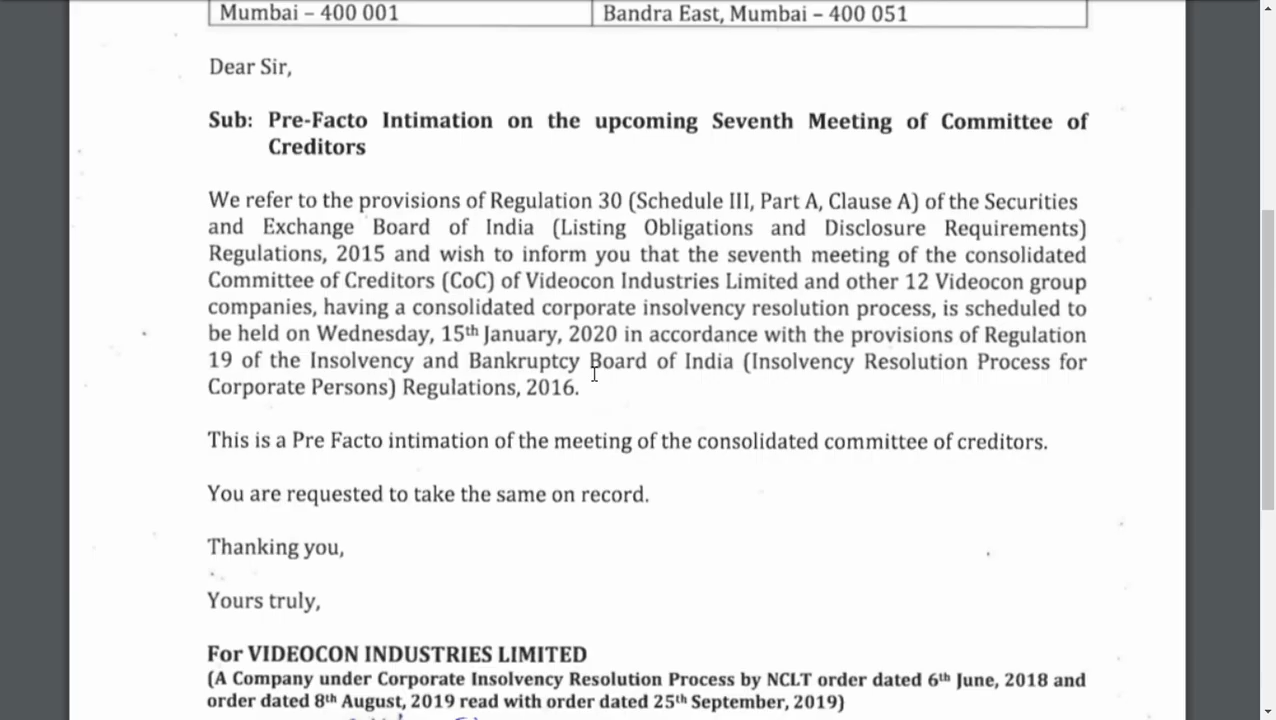 Mumbai – 400 001 Bandra East, Mumbai – 400 051
Dear Sir,
Sub: Pre-Facto Intimation on the upcoming Seventh Meeting of Committee of
Creditors
We refer to the provisions of Regulation 30 (Schedule III, Part A, Clause A) of the Securities
and Exchange Board of India (Listing Obligations and Disclosure Requirements)
Regulations, 2015 and wish to inform you that the seventh meeting of the consolidated
Committee of Creditors (CoC) of Videocon Industries Limited and other 12 Videocon group
companies, having a consolidated corporate insolvency resolution process, is scheduled to
be held on Wednesday, 15th January, 2020 in accordance with the provisions of Regulation
19 of the Insolvency and Bankruptcy Board of India (Insolvency Resolution Process for
Corporate Persons) Regulations, 2016.
This is a Pre Facto intimation of the meeting of the consolidated committee of creditors.
You are requested to take the same on record.
Thanking you,
Yours truly,
For VIDEOCON INDUSTRIES LIMITED
(A Company under Corporate Insolvency Resolution Process by NCLT order dated 6th June, 2018 and
order dated 8th August, 2019 read with order dated 25th September, 2019)